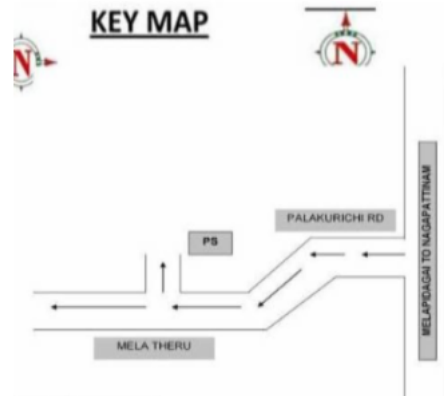 KEY MAP
N
N
PALAKURICHI RD
PS
MELAPIDAGAI TO NAGAPATTINAM
MELA THERU